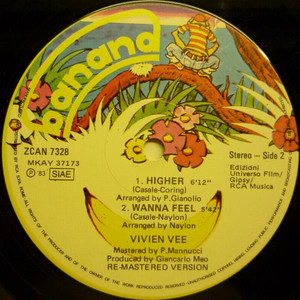 banana
ZCAN 7328
MKAY 37173
℗ '83 SIAE
Stereo - Side 2
Edizioni
Universo Film/
Gipsy/
RCA Musica
1. HIGHER 6'12"
(Casale-Coring)
Arranged by P.Gianolio
2. WANNA FEEL 5'42"
(Casale-Naylon)
Arranged by Naylon
VIVIEN VEE
Mastered by P.Mannucci
Produced by Giancarlo Meo
RE-MASTERED VERSION